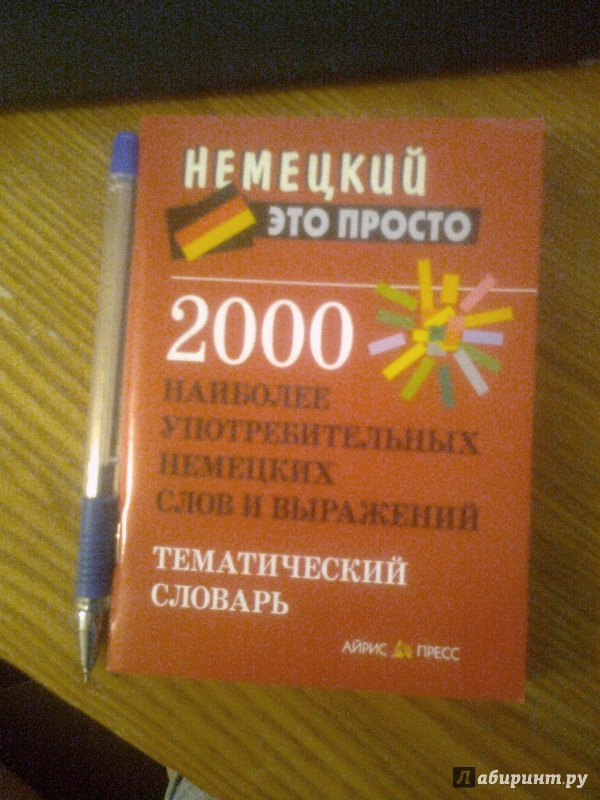 НЕМЕЦКИЙ
ЭТО ПРОСТО
2000
НАИБОЛЕЕ
УПОТРЕБИТЕЛЬНЫХ
НЕМЕЦКИХ
СЛОВ И ВЫРАЖЕНИЙ
ТЕМАТИЧЕСКИЙ
СЛОВАРЬ
АЙРИС ПРЕСС
Лабиринт.ру